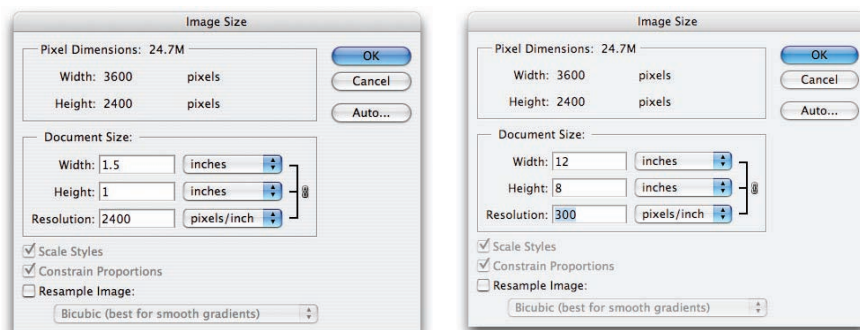 Image Size
Pixel Dimensions: 24.7M
OK
Width: 3600 pixels
Cancel
Height: 2400 pixels
Auto...
Document Size:
Width: 1.5 inches
Height: 1 inches
Resolution: 2400 pixels/inch
Scale Styles
Constrain Proportions
Resample Image:
Bicubic (best for smooth gradients)
Image Size
Pixel Dimensions: 24.7M
OK
Width: 3600 pixels
Cancel
Height: 2400 pixels
Auto...
Document Size:
Width: 12 inches
Height: 8 inches
Resolution: 300 pixels/inch
Scale Styles
Constrain Proportions
Resample Image:
Bicubic (best for smooth gradients)